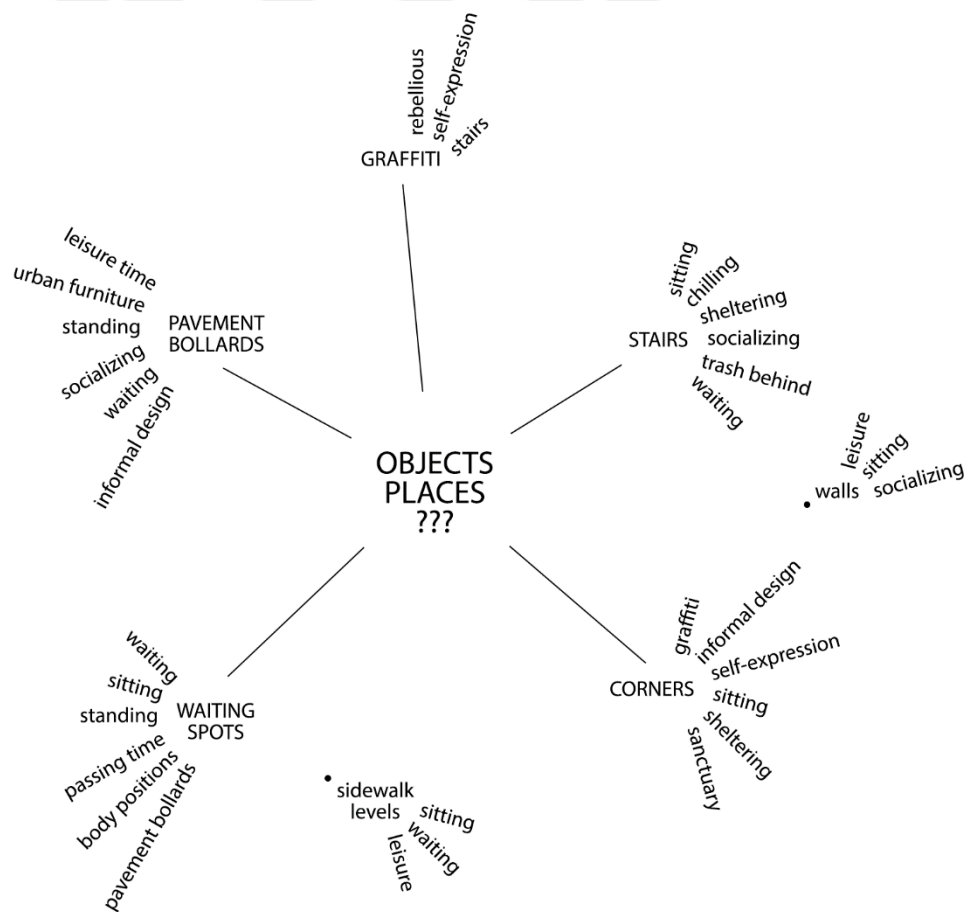 rebellious
self-expression
stairs
GRAFFITI
leisure time
urban furniture
standing
socializing
waiting
informal design
PAVEMENT
BOLLARDS
STAIRS
sitting
chilling
sheltering
socializing
trash behind
waiting
OBJECTS
PLACES
???
walls
leisure
sitting
socializing
waiting
sitting
standing
passing time
body positions
pavement bollards
WAITING
SPOTS
sidewalk
levels
sitting
waiting
leisure
CORNERS
graffiti
informal design
self-expression
sitting
sheltering
sanctuary